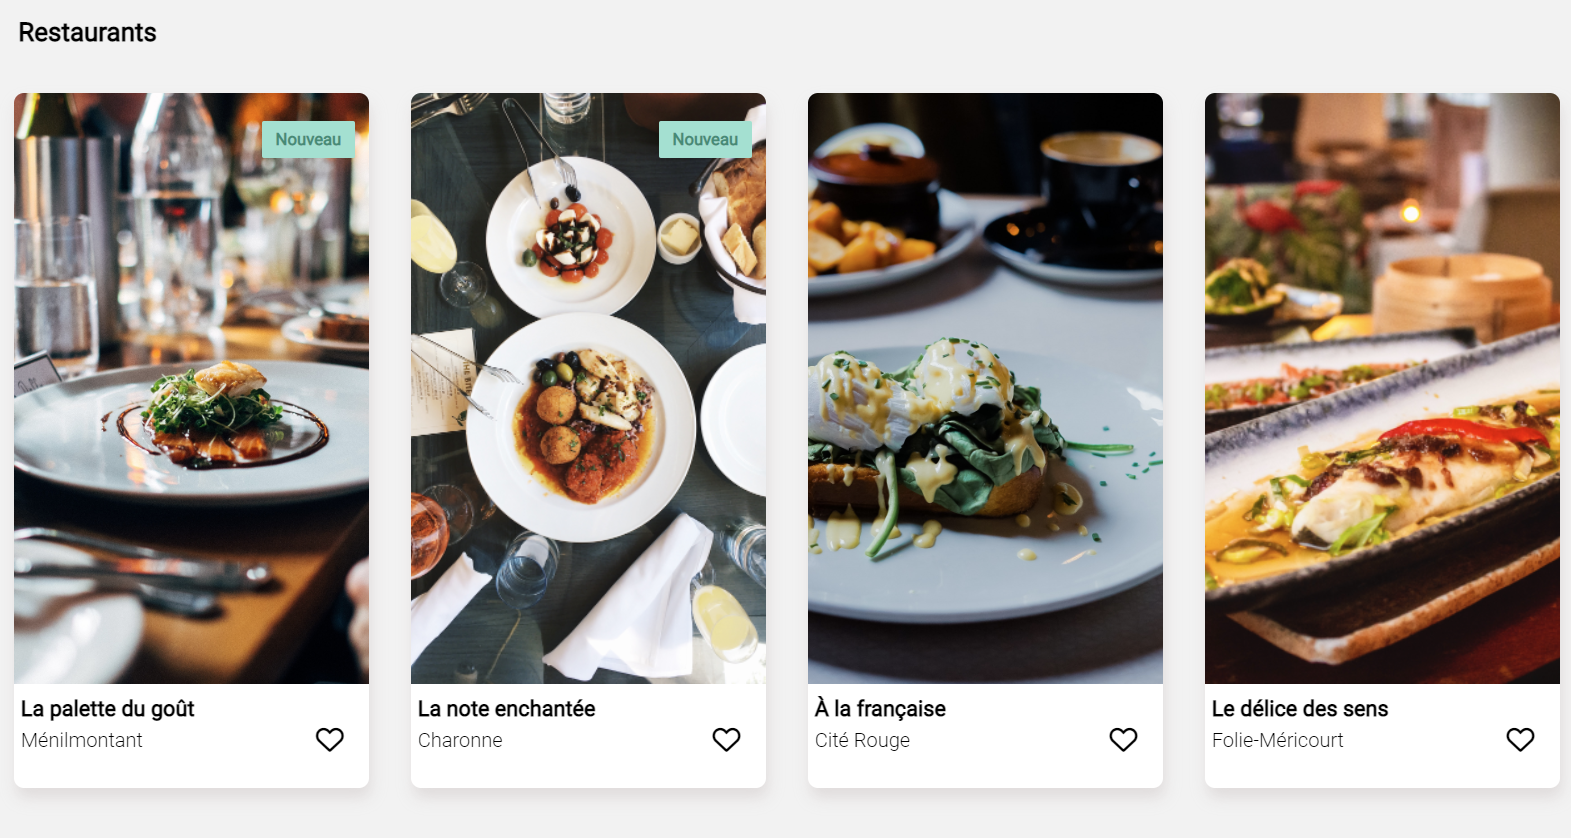 Restaurants
Nouveau
Nouveau
La palette du goût
Ménilmontant
La note enchantée
Charonne
À la française
Cité Rouge
Le délice des sens
Folie-Méricourt